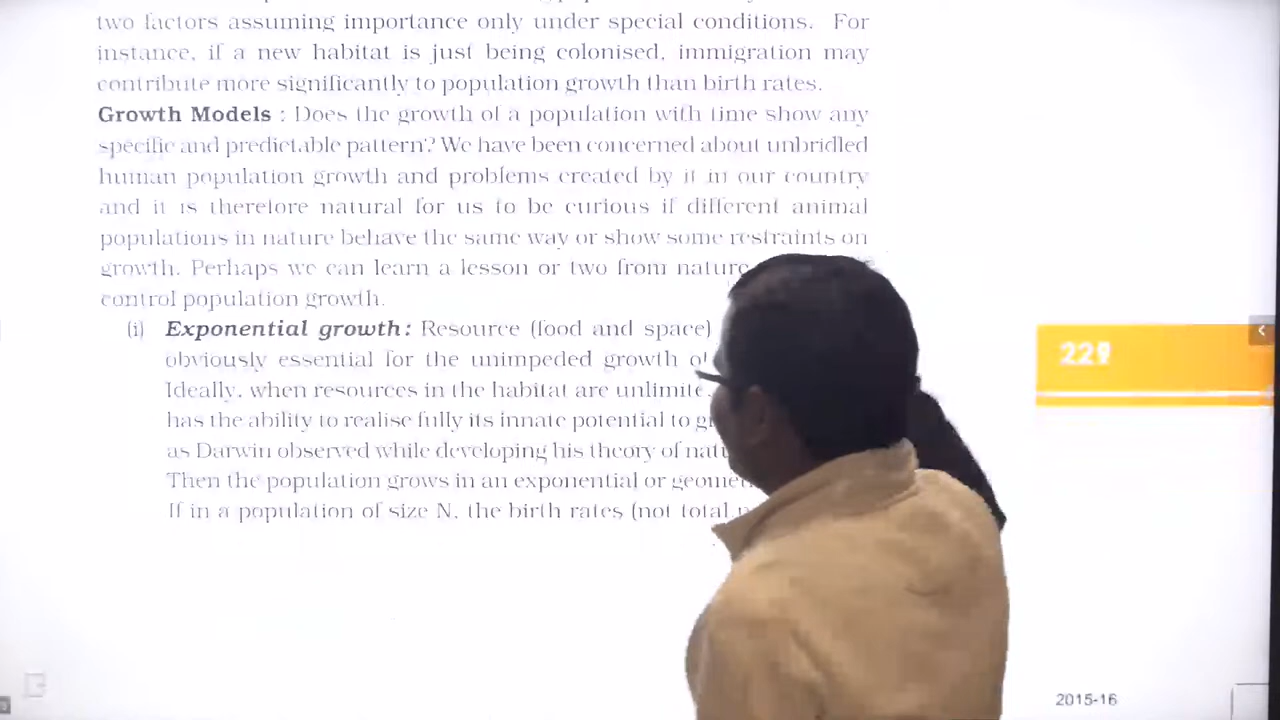 two factors assuming importance only under special conditions. For
instance, if a new habitat is just being colonised, immigration may
contribute more significantly to population growth than birth rates.
Growth Models : Does the growth of a population with time show any
specific and predictable pattern? We have been concerned about unbridled
human population growth and problems created by it in our country
and it is therefore natural for us to be curious if different animal
populations in nature behave the same way or show some restraints on
growth. Perhaps we can learn a lesson or two from nature
control population growth.
(i) Exponential growth: Resource (food and space)
obviously essential for the unimpeded growth
Ideally, when resources in the habitat are
has the ability to realise fully its innate potential to
as Darwin observed while developing his theory of
Then the population grows in an exponential or
If in a population of size N, the birth rates (not total
2015-16